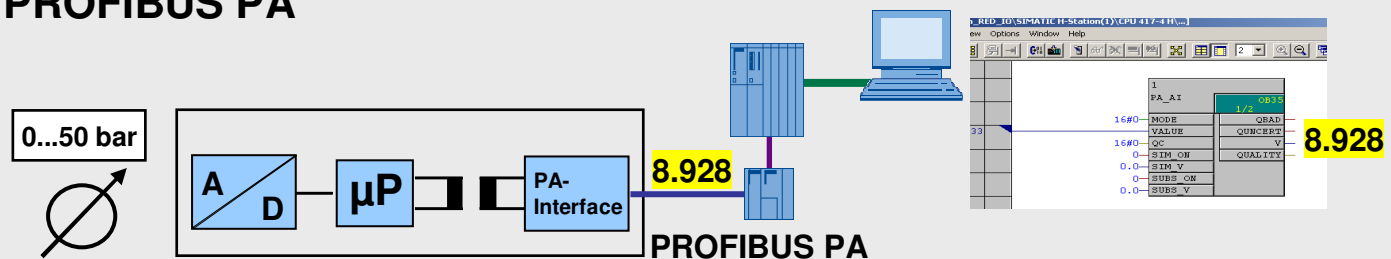 PROFIBUS PA
0...50 bar
A
D
µP
PA-
Interface
8.928
PROFIBUS PA
_RED_IO\SIMATIC H-Station(1)\CPU 417-4 H\...]
ew Options Window Help
2
33
1
PA_AI
OB35
1/2
16#0 MODE QBAD
VALUE QUNCERT
16#0 QC V
0 SIM_ON QUALITY
0.0 SIM_V
0 SUBS_ON
0.0 SUBS_V
8.928